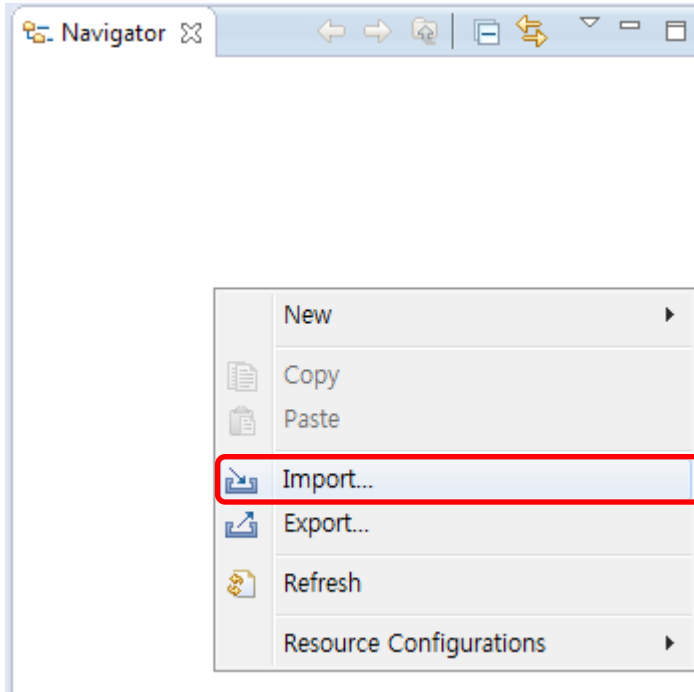 Navigator
New
Copy
Paste
Import...
Export...
Refresh
Resource Configurations